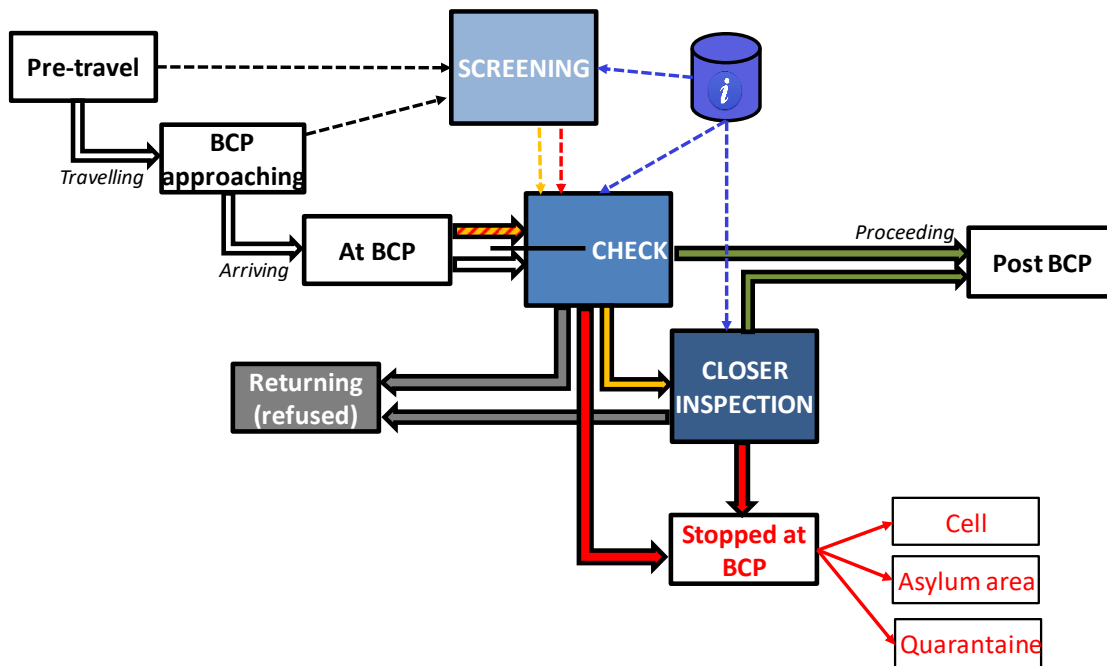 Pre-travel
SCREENING
i
BCP
approaching
Travelling
At BCP
Arriving
CHECK
Proceeding
Post BCP
Returning
(refused)
CLOSER
INSPECTION
Stopped at
BCP
Cell
Asylum area
Quarantaine